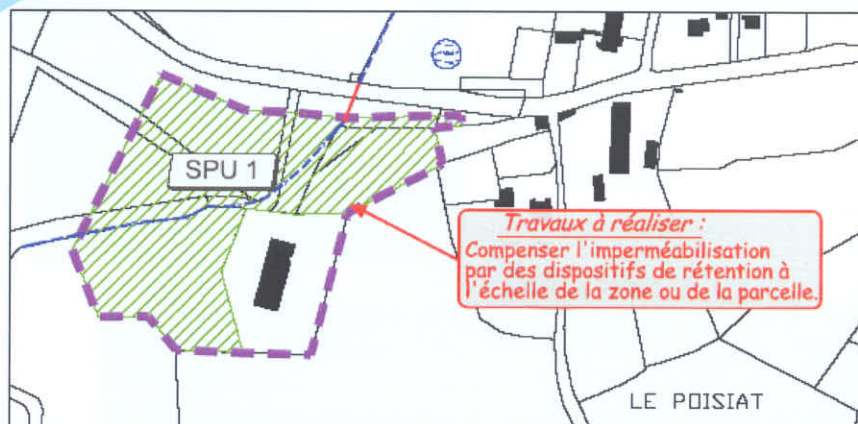 SPU 1
Travaux à réaliser :
Compenser l'imperméabilisation
par des dispositifs de rétention à
l'échelle de la zone ou de la parcelle.
LE POISIAT